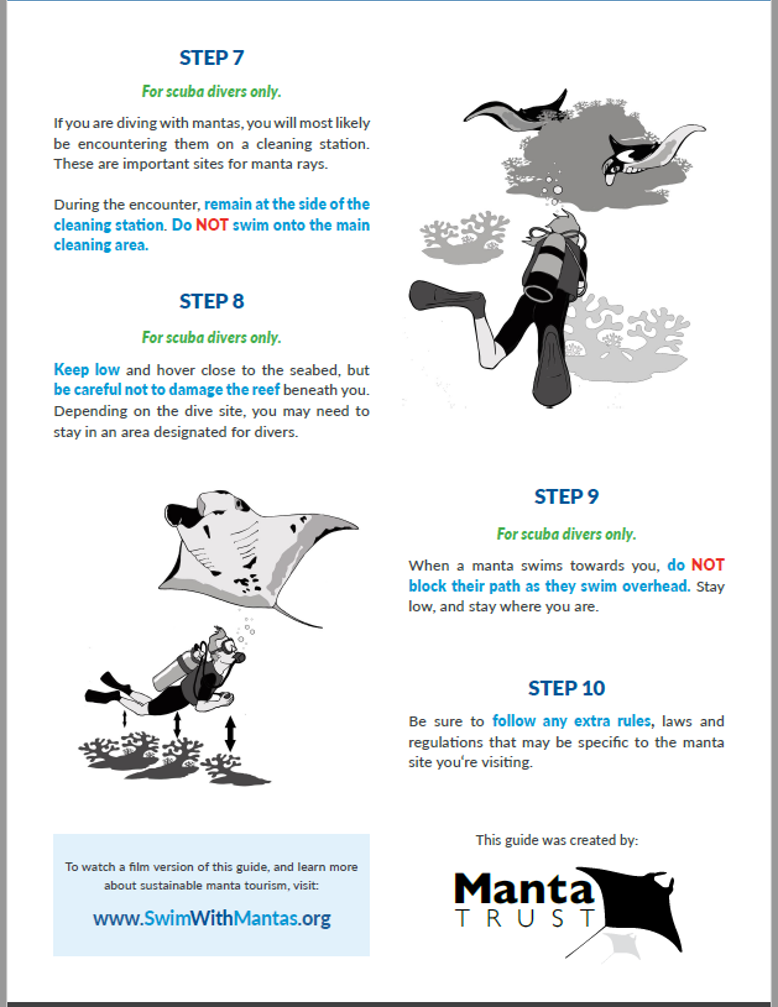 STEP 7
For scuba divers only.
If you are diving with mantas, you will most likely
be encountering them on a cleaning station.
These are important sites for manta rays.
During the encounter, remain at the side of the
cleaning station. Do NOT swim onto the main
cleaning area.
STEP 8
For scuba divers only.
Keep low and hover close to the seabed, but
be careful not to damage the reef beneath you.
Depending on the dive site, you may need to
stay in an area designated for divers.
STEP 9
For scuba divers only.
When a manta swims towards you, do NOT
block their path as they swim overhead. Stay
low, and stay where you are.
STEP 10
Be sure to follow any extra rules, laws and
regulations that may be specific to the manta
site you're visiting.
To watch a film version of this guide, and learn more
about sustainable manta tourism, visit:
www.SwimWithMantas.org
This guide was created by:
Manta
TRUST